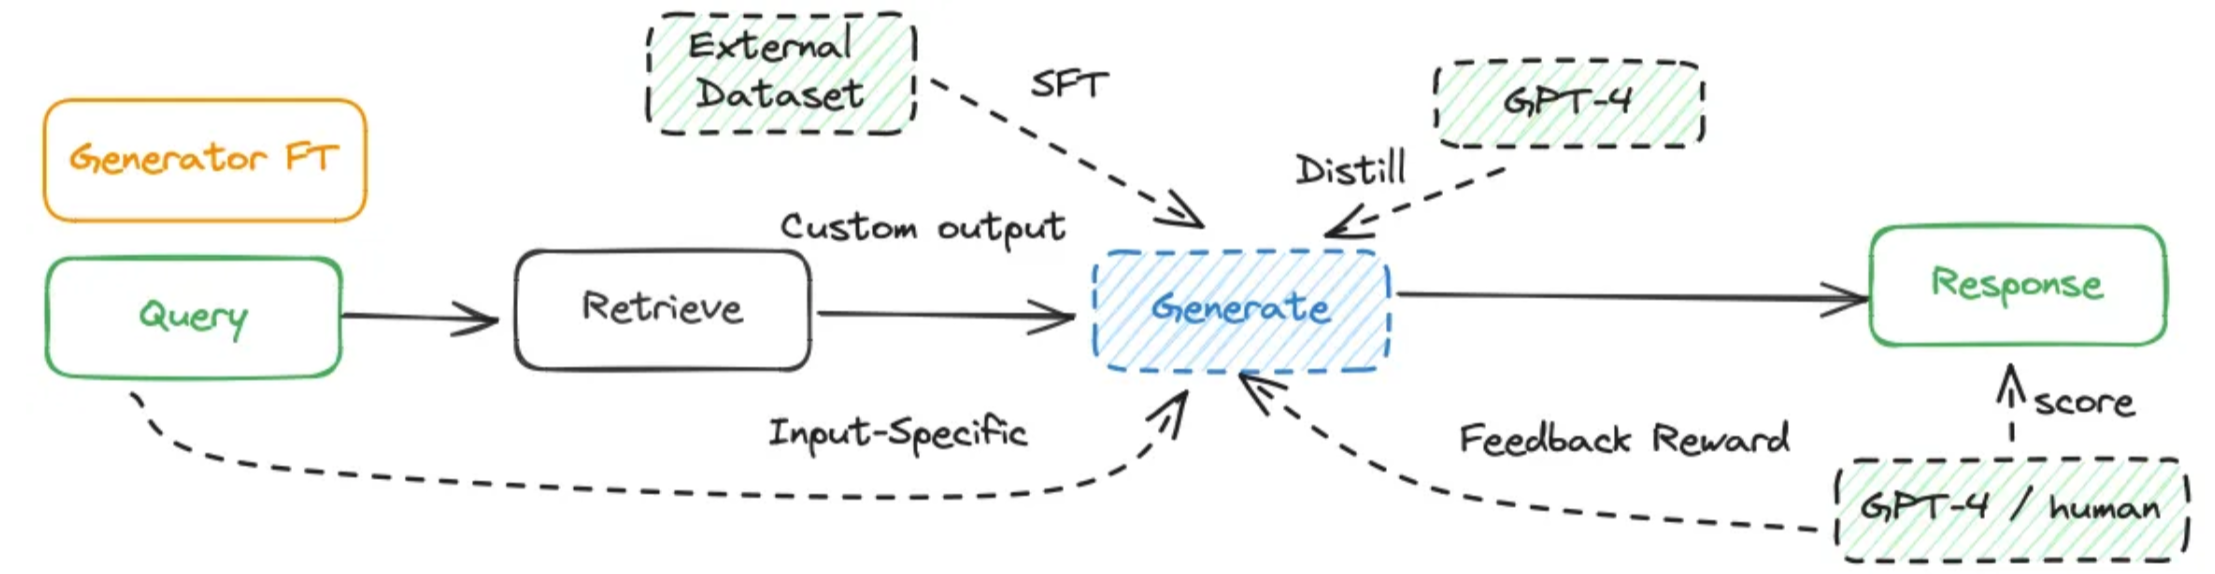 External
Dataset
SFT
GPT-4
Generator FT
Distill
Custom output
Query
Retrieve
Generate
Response
Input-Specific
Feedback Reward
score
GPT-4 / human